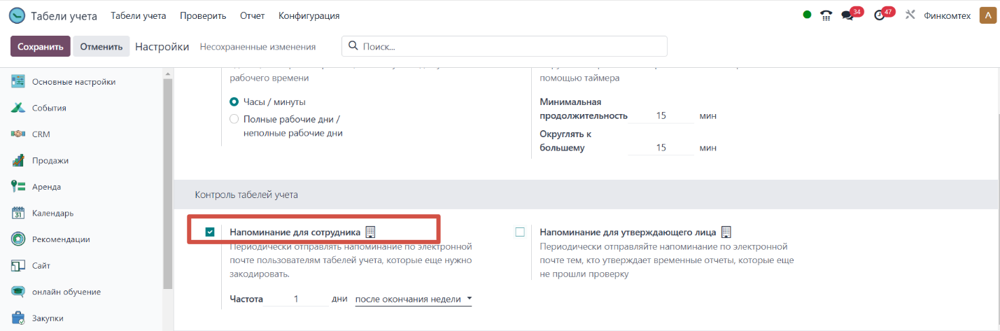 Табели учета Табели учета Проверить Отчет Конфигурация 34 47 Финкомтех A
Сохранить Отменить Настройки Несохраненные изменения Поиск...
Основные настройки
События
CRM
Продажи
Аренда
Календарь
31
Рекомендации
Сайт
онлайн обучение
Закупки
рабочего времени
Часы / минуты
Полные рабочие дни /
неполные рабочие дни
помощью таймера
Минимальная
продолжительность 15 мин
Округлять к
большему 15 мин
Контроль табелей учета
Напоминание для сотрудника
Периодически отправлять напоминание по электронной
почте пользователям табелей учета, которые еще нужно
закодировать.
Частота 1 дни после окончания недели
Напоминание для утверждающего лица
Периодически отправляйте напоминание по электронной
почте тем, кто утверждает временные отчеты, которые еще
не прошли проверку